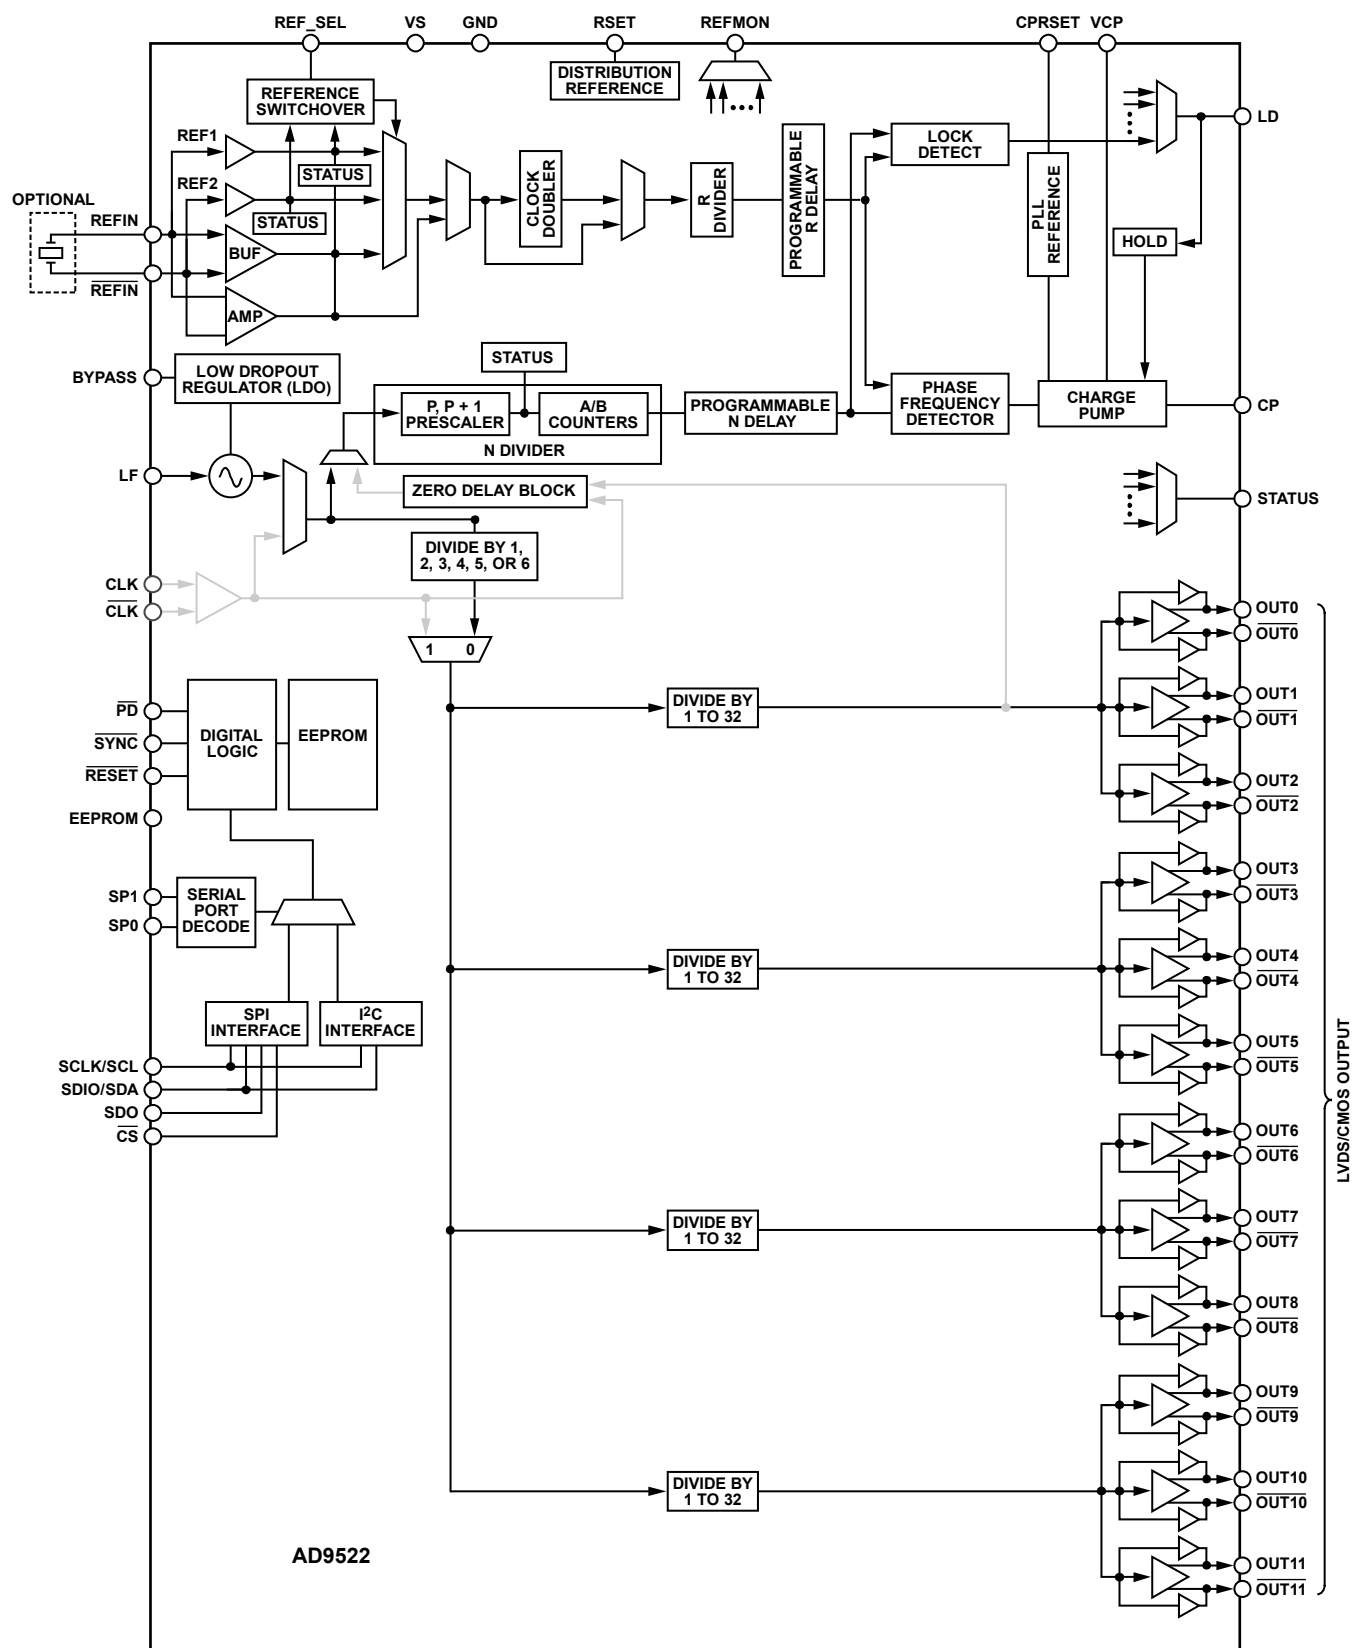 REF_SEL
VS
GND
RSET
REFMON
CPRSET
VCP
DISTRIBUTION
REFERENCE
REFERENCE
SWITCHOVER
LD
REF1
STATUS
REF2
STATUS
OPTIONAL
REFIN
REFIN
BUF
AMP
CLOCK
DOUBLER
R
DIVIDER
PROGRAMMABLE
R DELAY
LOCK
DETECT
PLL
REFERENCE
HOLD
BYPASS
LOW DROPOUT
REGULATOR (LDO)
STATUS
P, P + 1
PRESCALER
A/B
COUNTERS
N DIVIDER
PROGRAMMABLE
N DELAY
PHASE
FREQUENCY
DETECTOR
CHARGE
PUMP
CP
LF
ZERO DELAY BLOCK
STATUS
DIVIDE BY 1,
2, 3, 4, 5, OR 6
CLK
CLK
1 0
OUT0
OUT0
PD
SYNC
RESET
EEPROM
DIGITAL
LOGIC
EEPROM
DIVIDE BY
1 TO 32
OUT1
OUT1
OUT2
OUT2
SP1
SP0
SERIAL
PORT
DECODE
OUT3
OUT3
DIVIDE BY
1 TO 32
OUT4
OUT4
SPI
INTERFACE
I2C
INTERFACE
OUT5
OUT5
SCLK/SCL
SDIO/SDA
SDO
CS
LVDS/CMOS OUTPUT
OUT6
OUT6
DIVIDE BY
1 TO 32
OUT7
OUT7
OUT8
OUT8
OUT9
OUT9
DIVIDE BY
1 TO 32
OUT10
OUT10
AD9522
OUT11
OUT11